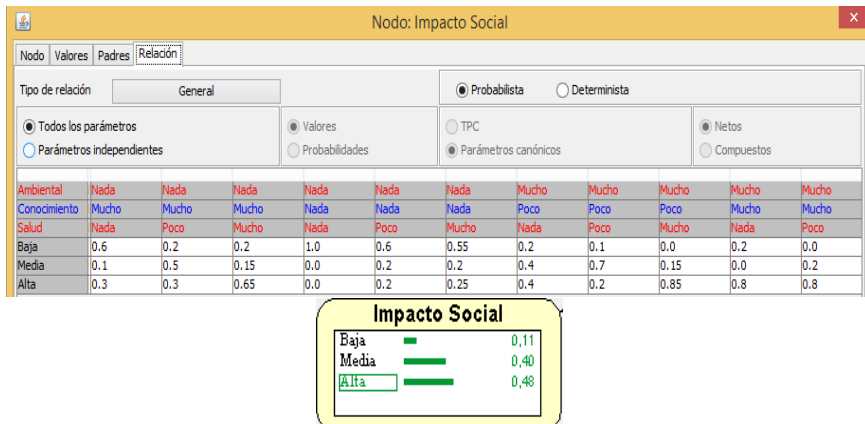 Nodo: Impacto Social
x
Nodo Valores Padres Relación
Tipo de relación General Probabilista Determinista
Todos los parámetros Valores TPC Netos
Parámetros independientes Probabilidades Parámetros canónicos Compuestos
Ambiental Nada Nada Nada Nada Nada Nada Mucho Mucho Mucho Mucho Mucho
Conocimiento Mucho Mucho Mucho Nada Nada Nada Poco Poco Poco Mucho Mucho
Salud Nada Poco Mucho Nada Poco Mucho Nada Poco Mucho Nada Poco
Baja 0.6 0.2 0.2 1.0 0.6 0.55 0.2 0.1 0.0 0.2 0.0
Media 0.1 0.5 0.15 0.0 0.2 0.2 0.4 0.7 0.15 0.0 0.2
Alta 0.3 0.3 0.65 0.0 0.2 0.25 0.4 0.2 0.85 0.8 0.8
Impacto Social
Baja 0,11
Media 0,40
Alta 0,48